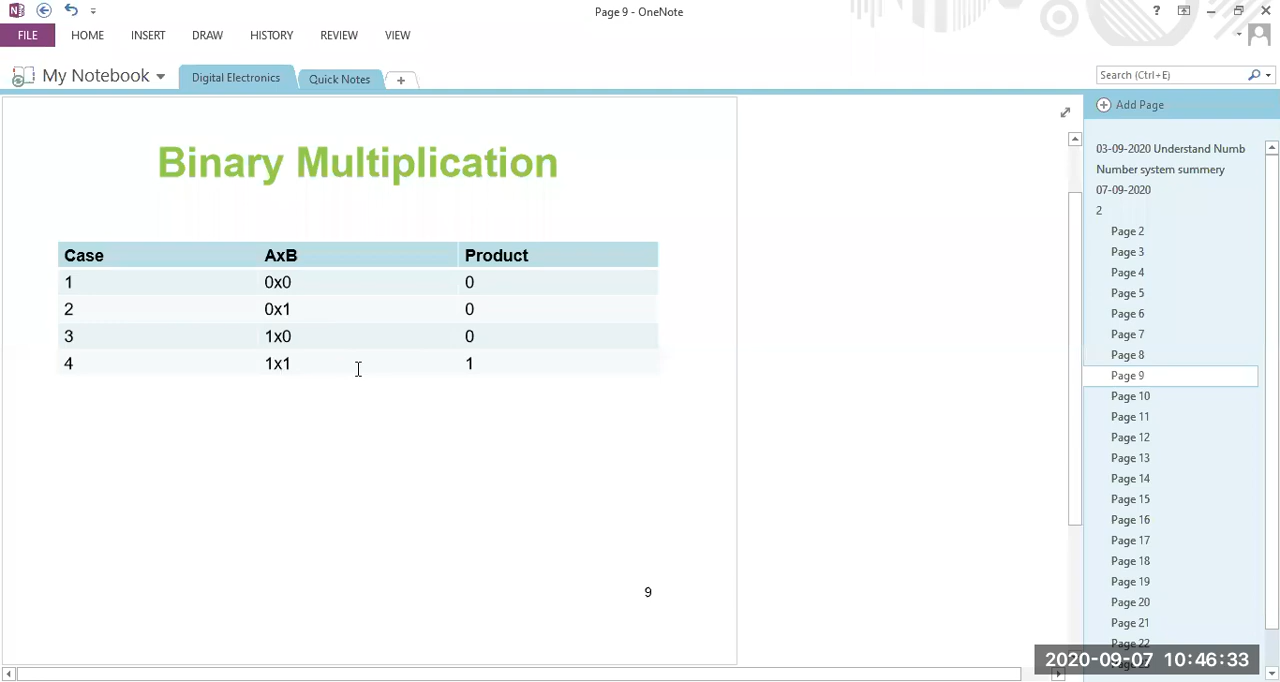 Page 9 - OneNote
?
FILE HOME INSERT DRAW HISTORY REVIEW VIEW
My Notebook Digital Electronics Quick Notes +
Search (Ctrl+E)
Add Page
Binary Multiplication
Case AxB Product
1 0x0 0
2 0x1 0
3 1x0 0
4 1x1 1
9
03-09-2020 Understand Numb
Number system summery
07-09-2020
2
Page 2
Page 3
Page 4
Page 5
Page 6
Page 7
Page 8
Page 9
Page 10
Page 11
Page 12
Page 13
Page 14
Page 15
Page 16
Page 17
Page 18
Page 19
Page 20
Page 21
Page 22
2020-09-07 10:46:33